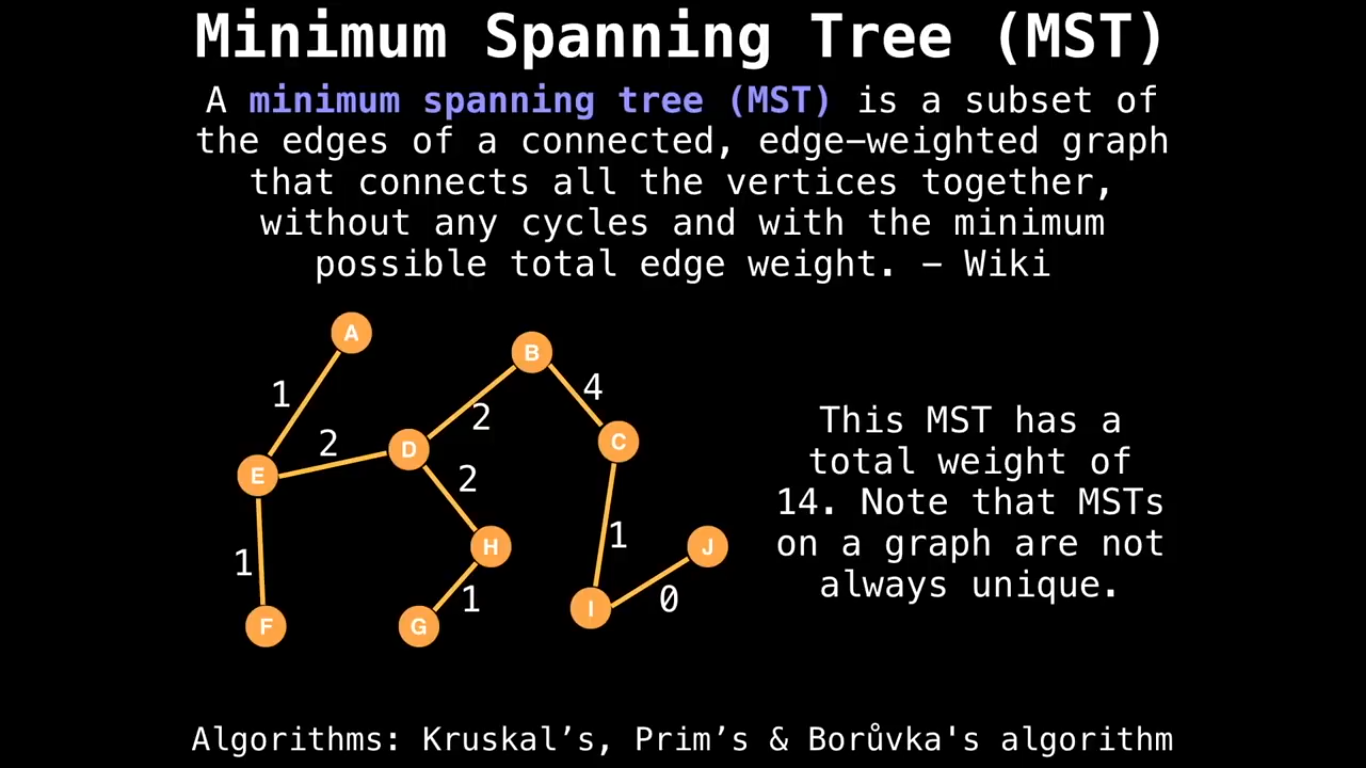 Minimum Spanning Tree (MST)
A minimum spanning tree (MST) is a subset of
the edges of a connected, edge-weighted graph
that connects all the vertices together,
without any cycles and with the minimum
possible total edge weight. - Wiki
A
B
1
4
2
2
D
C
E
2
This MST has a
total weight of
14. Note that MSTs
on a graph are not
always unique.
1
H
1
J
1
I
0
F
G
Algorithms: Kruskal’s, Prim’s & Borůvka's algorithm